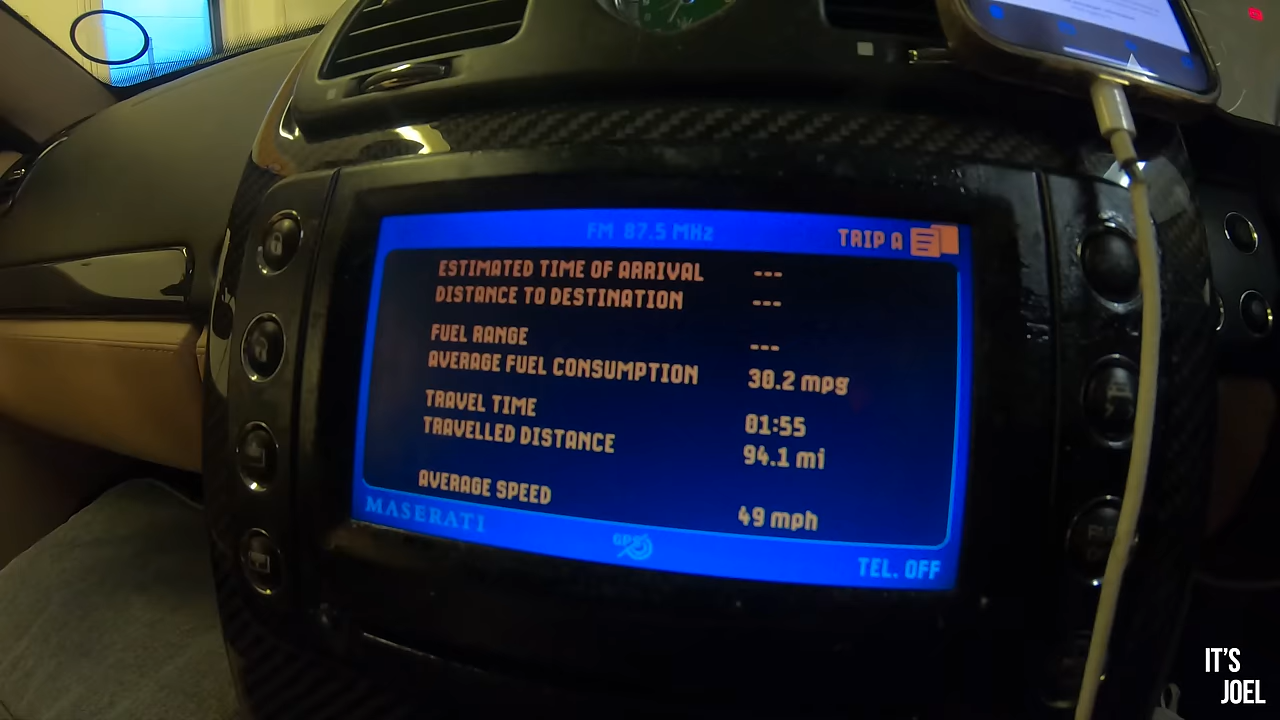 FM 87.5 MHz
TRIP A
ESTIMATED TIME OF ARRIVAL ---
DISTANCE TO DESTINATION ---
FUEL RANGE ---
AVERAGE FUEL CONSUMPTION 30.2 mpg
TRAVEL TIME 01:55
TRAVELLED DISTANCE 94.1 mi
AVERAGE SPEED 49 mph
MASERATI
GPS
TEL. OFF
IT'S
JOEL